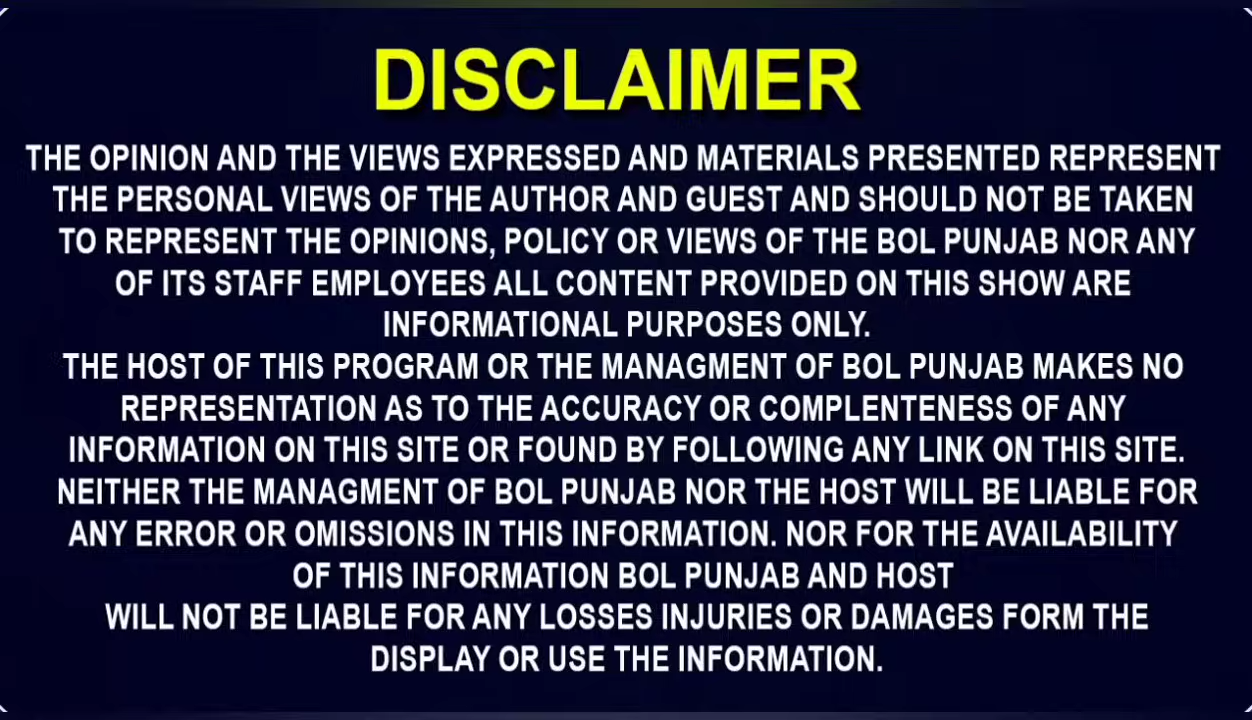 DISCLAIMER
THE OPINION AND THE VIEWS EXPRESSED AND MATERIALS PRESENTED REPRESENT
THE PERSONAL VIEWS OF THE AUTHOR AND GUEST AND SHOULD NOT BE TAKEN
TO REPRESENT THE OPINIONS, POLICY OR VIEWS OF THE BOL PUNJAB NOR ANY
OF ITS STAFF EMPLOYEES ALL CONTENT PROVIDED ON THIS SHOW ARE
INFORMATIONAL PURPOSES ONLY.
THE HOST OF THIS PROGRAM OR THE MANAGMENT OF BOL PUNJAB MAKES NO
REPRESENTATION AS TO THE ACCURACY OR COMPLENTENESS OF ANY
INFORMATION ON THIS SITE OR FOUND BY FOLLOWING ANY LINK ON THIS SITE.
NEITHER THE MANAGMENT OF BOL PUNJAB NOR THE HOST WILL BE LIABLE FOR
ANY ERROR OR OMISSIONS IN THIS INFORMATION. NOR FOR THE AVAILABILITY
OF THIS INFORMATION BOL PUNJAB AND HOST
WILL NOT BE LIABLE FOR ANY LOSSES INJURIES OR DAMAGES FORM THE
DISPLAY OR USE THE INFORMATION.